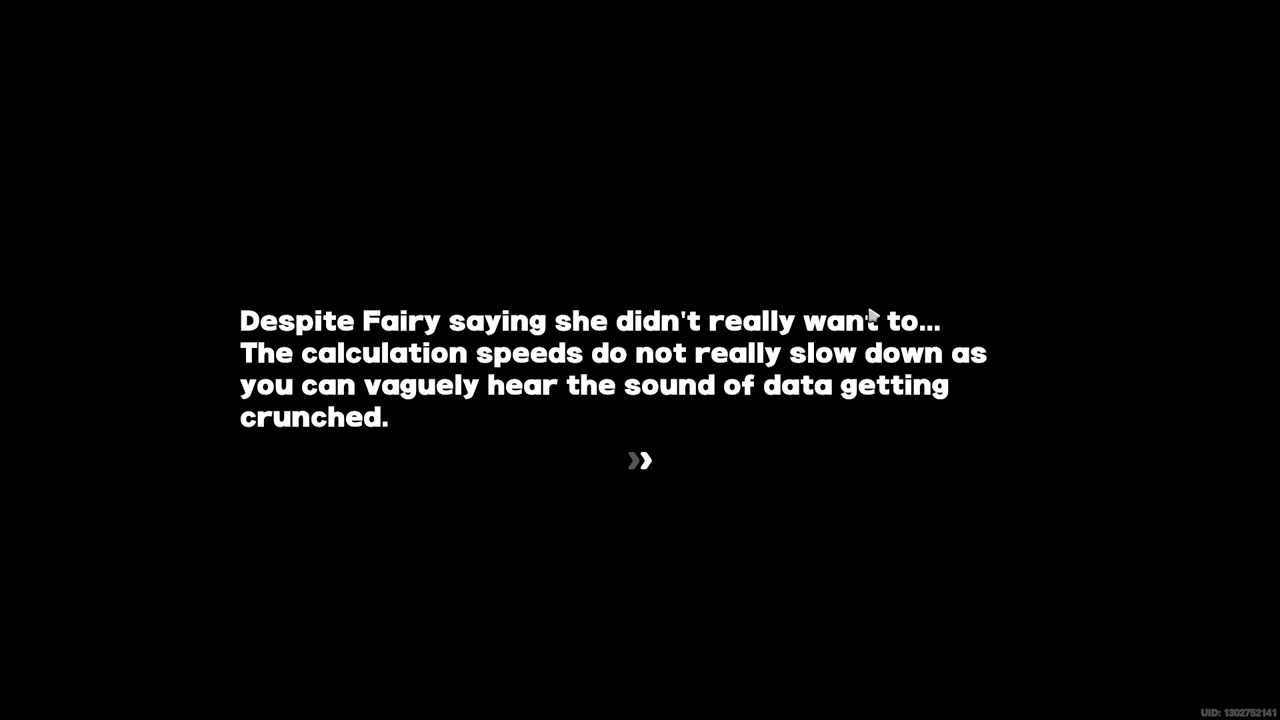 Despite Fairy saying she didn't really want to...
The calculation speeds do not really slow down as
you can vaguely hear the sound of data getting
crunched.
UID: 1302752141